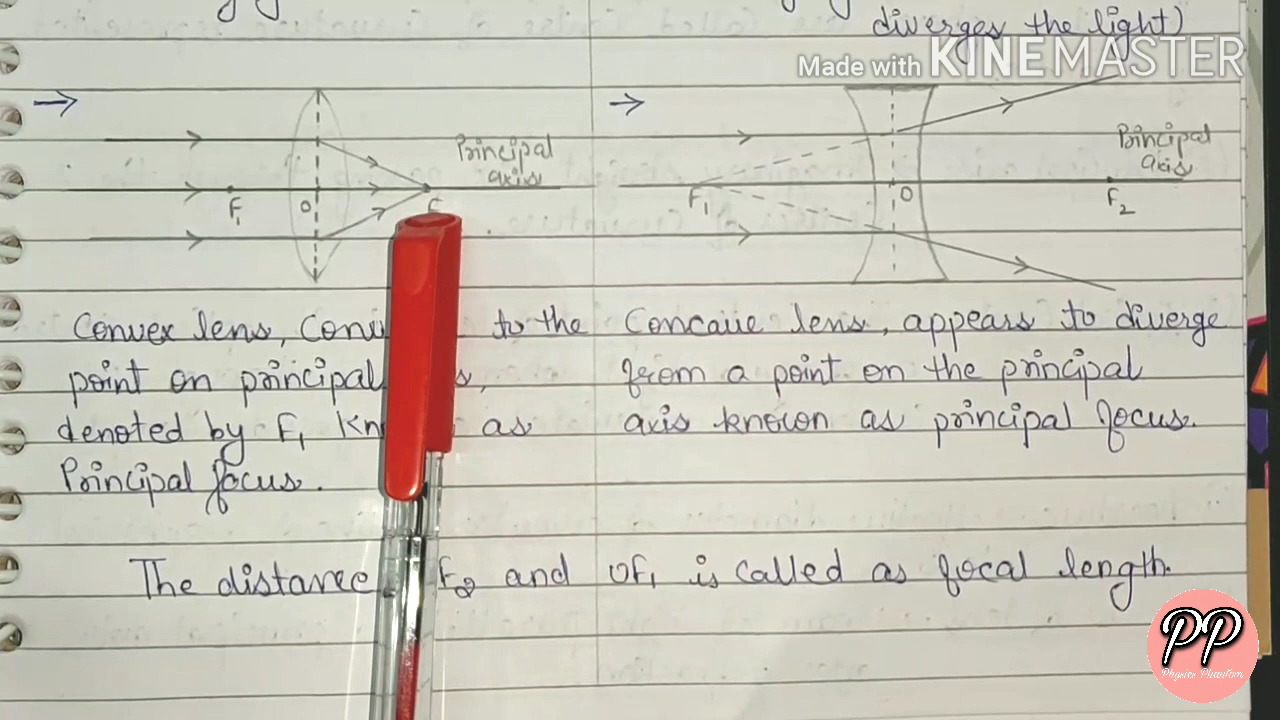 diverges the light)
Made with KINEMASTER
Principal
axis
F1
O
Principal
axis
F1
O
F2
Convex lens, to the
point on principal
denoted by F1 as
Principal focus.
Concave lens, appears to diverge
from a point on the principal
axis known as principal focus.
The distance F2 and OF1 is called as focal length.
PP
Physics Phantom